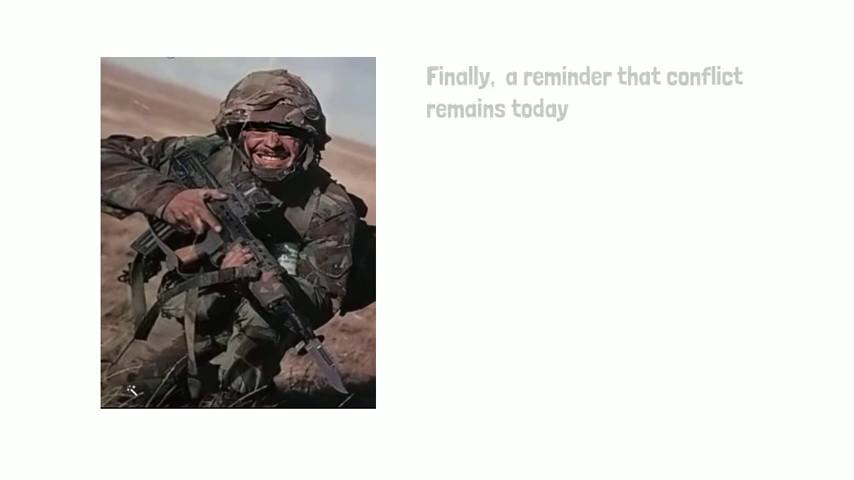 Finally, a reminder that conflict
remains today